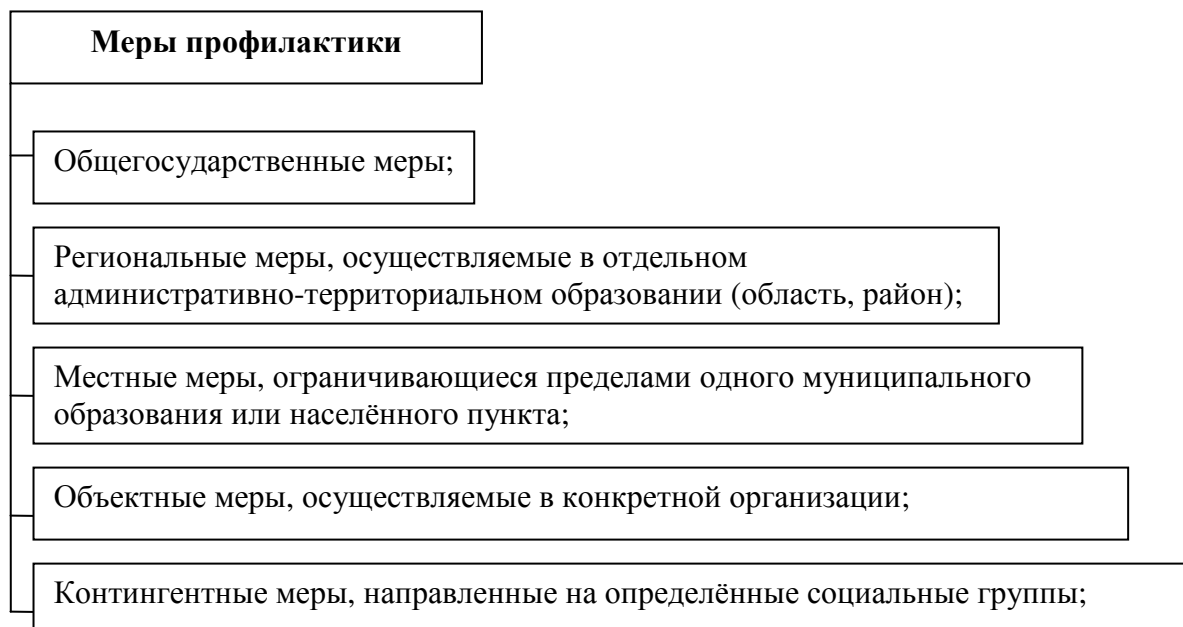 Меры профилактики
Общегосударственные меры;
Региональные меры, осуществляемые в отдельном
административно-территориальном образовании (область, район);
Местные меры, ограничивающиеся пределами одного муниципального
образования или населённого пункта;
Объектные меры, осуществляемые в конкретной организации;
Контингентные меры, направленные на определённые социальные группы;